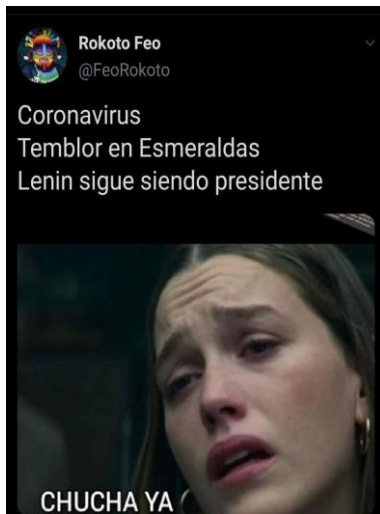 Rokoto Feo
@FeoRokoto
Coronavirus
Temblor en Esmeraldas
Lenin sigue siendo presidente
CHUCHA YA